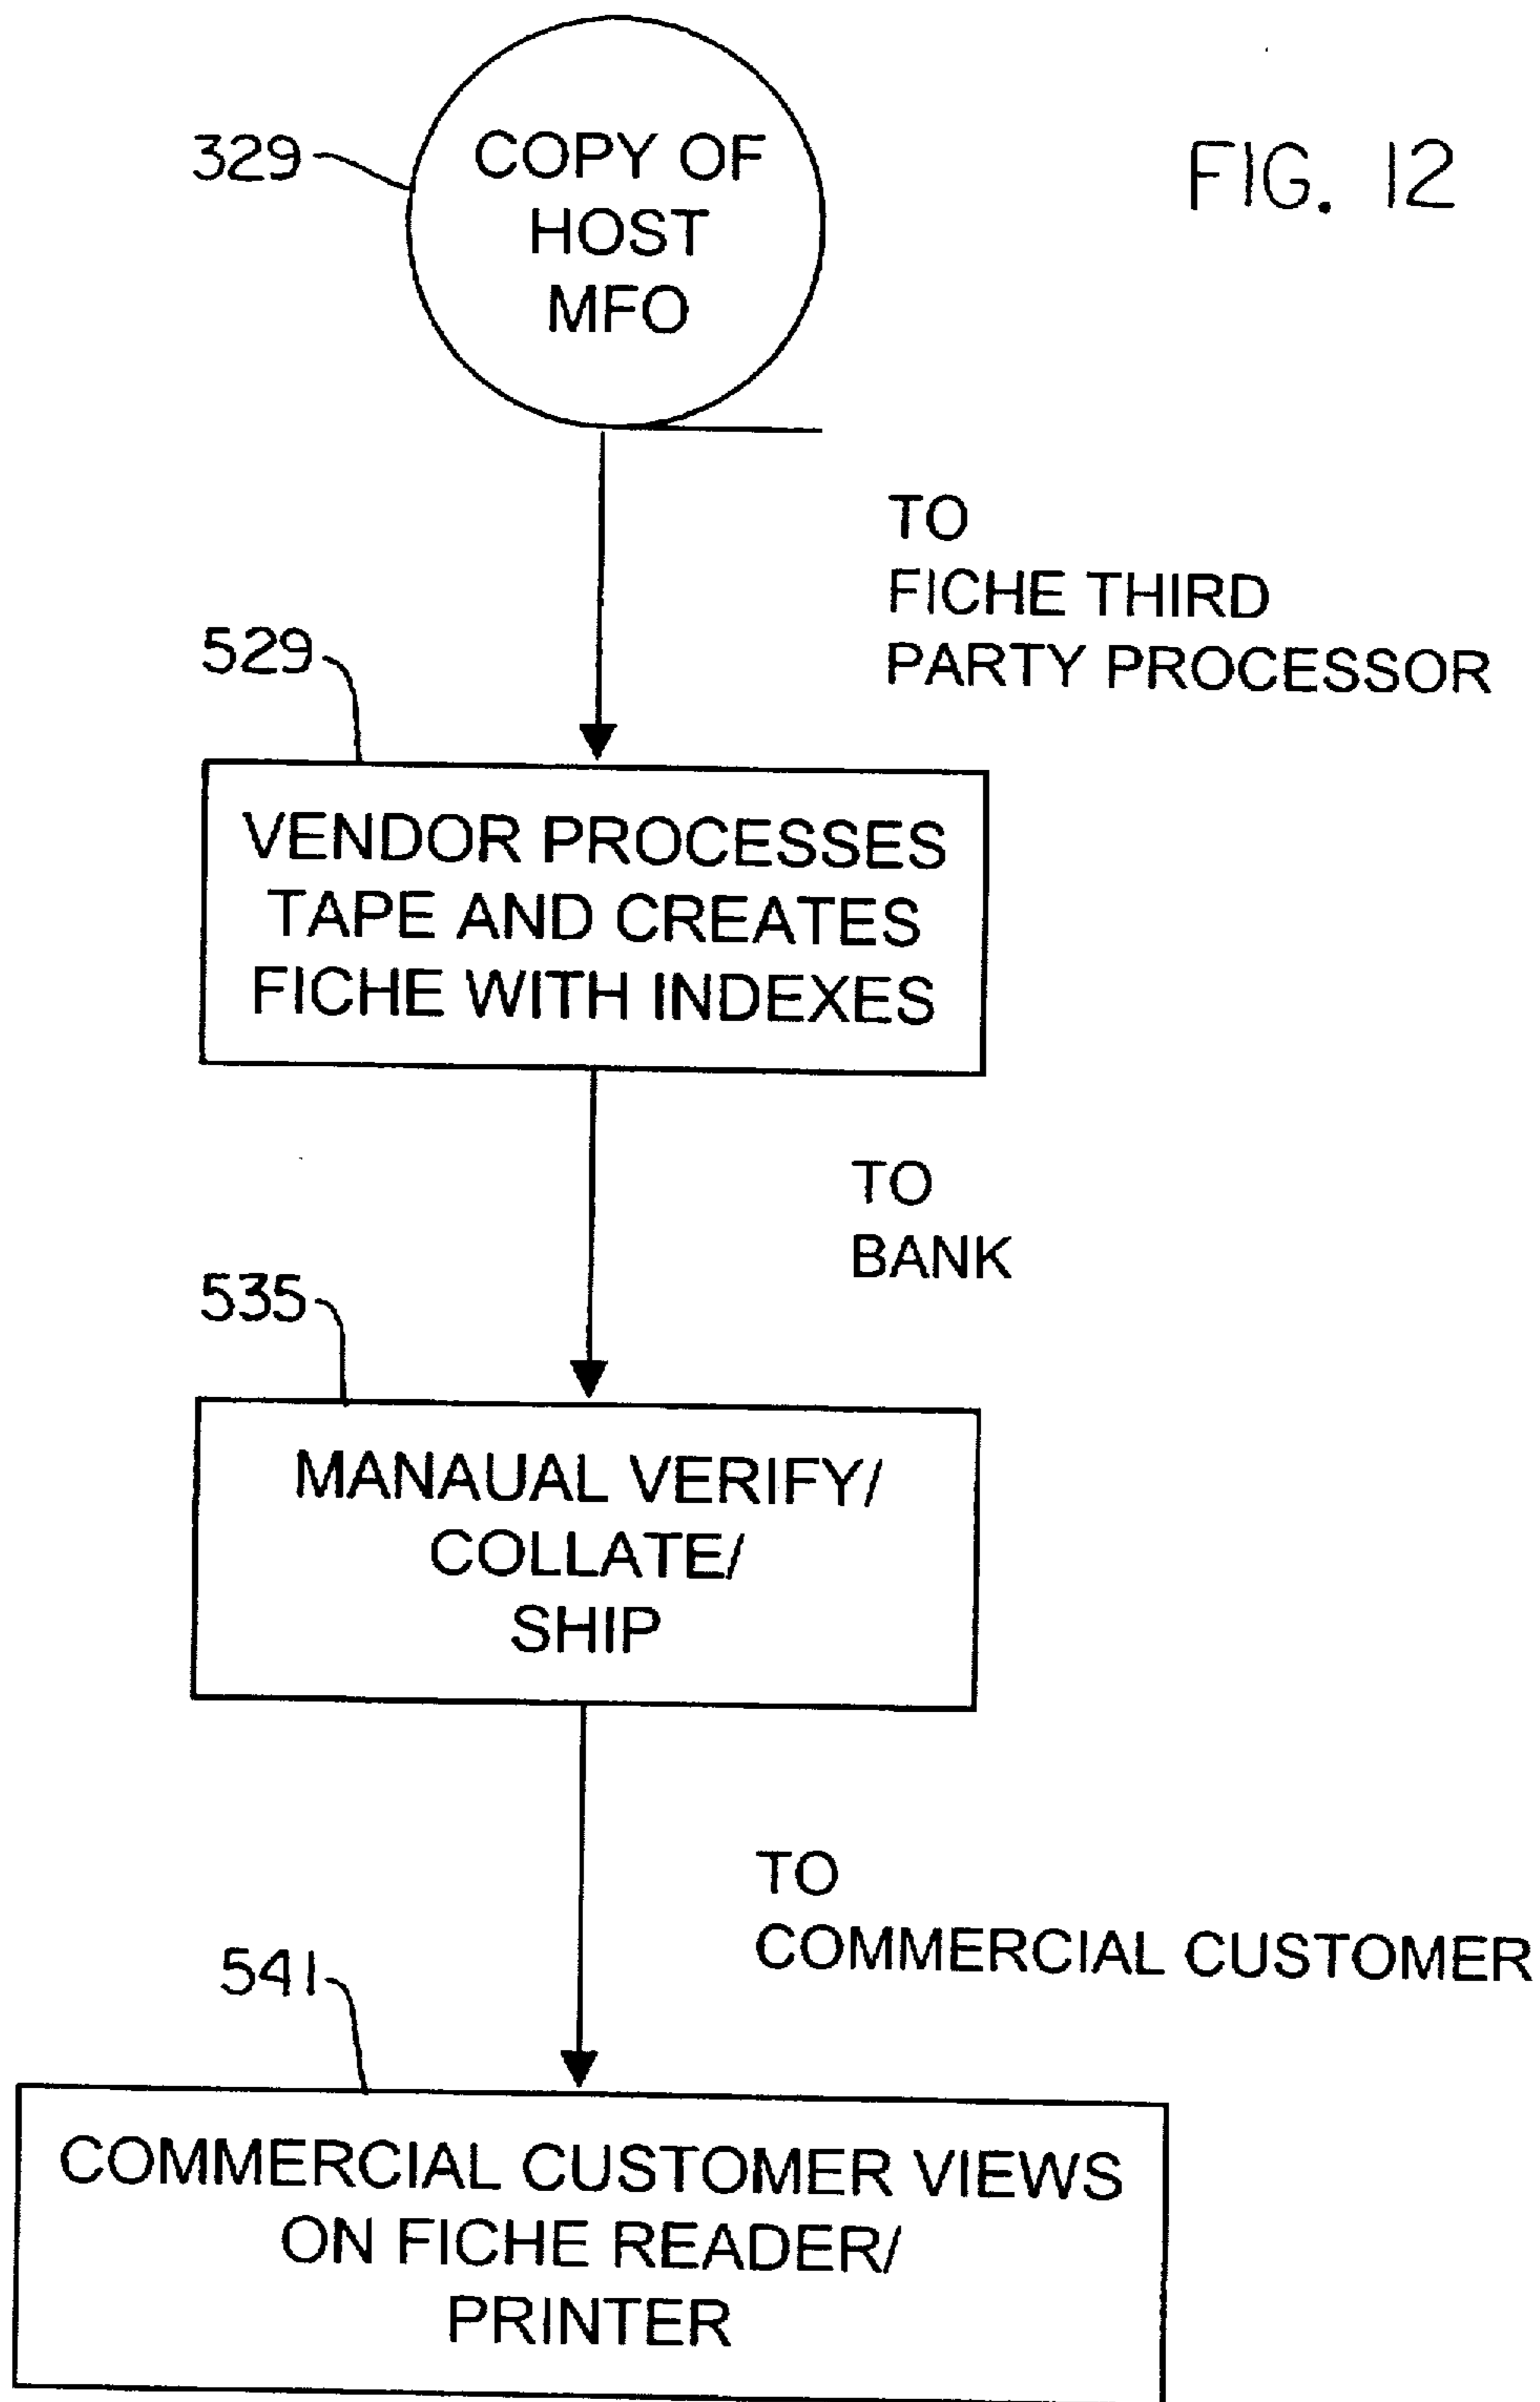 FIG. 12
329
COPY OF
HOST
MFO
TO
FICHE THIRD
PARTY PROCESSOR
529
VENDOR PROCESSES
TAPE AND CREATES
FICHE WITH INDEXES
TO
BANK
535
MANAUAL VERIFY/
COLLATE/
SHIP
TO
COMMERCIAL CUSTOMER
541
COMMERCIAL CUSTOMER VIEWS
ON FICHE READER/
PRINTER